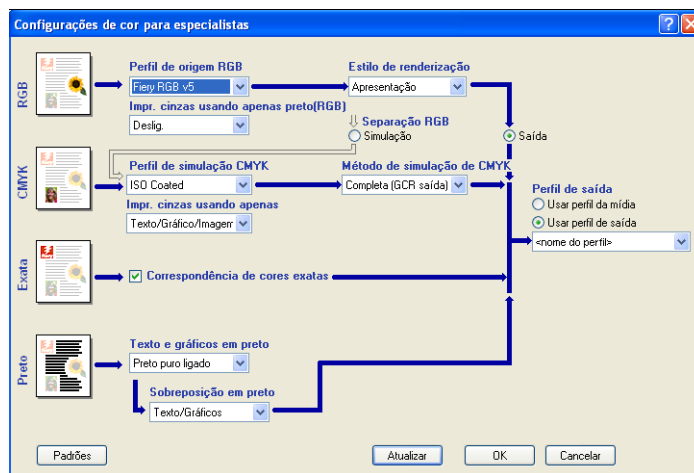 Configurações de cor para especialistas
RGB
Perfil de origem RGB
Fiery RGB v5
Estilo de renderização
Apresentação
Impr. cinzas usando apenas preto(RGB)
Deslig.
Separação RGB
Simulação
Saída
CMYK
Perfil de simulação CMYK
ISO Coated
Método de simulação de CMYK
Completa (GCR saída)
Impr. cinzas usando apenas
Texto/Gráfico/Imagem
Perfil de saída
Usar perfil da mídia
Usar perfil de saída
<nome do perfil>
Exata
Correspondência de cores exatas
Preto
Texto e gráficos em preto
Preto puro ligado
Sobreposição em preto
Texto/Gráficos
Padrões
Atualizar
OK
Cancelar